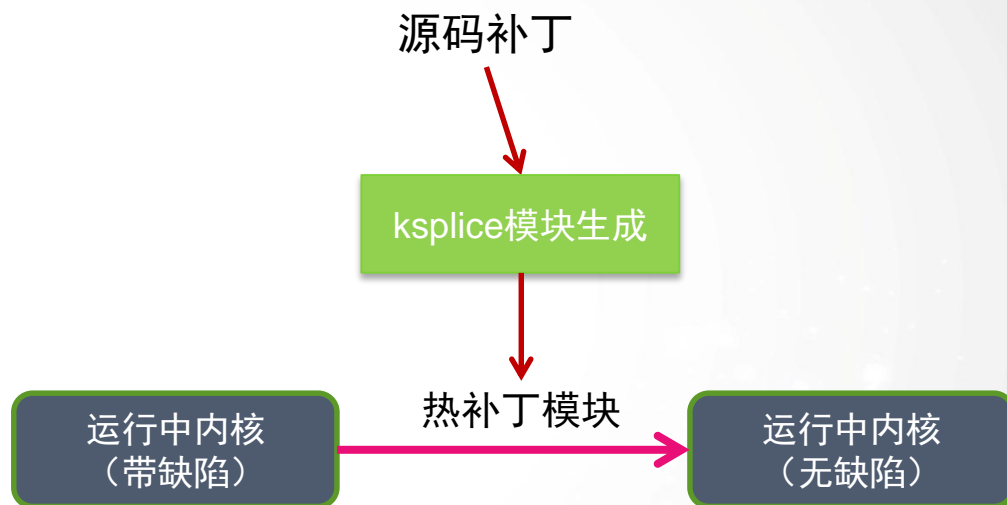 源码补丁
ksplice模块生成
热补丁模块
运行中内核
（带缺陷）
运行中内核
（无缺陷）